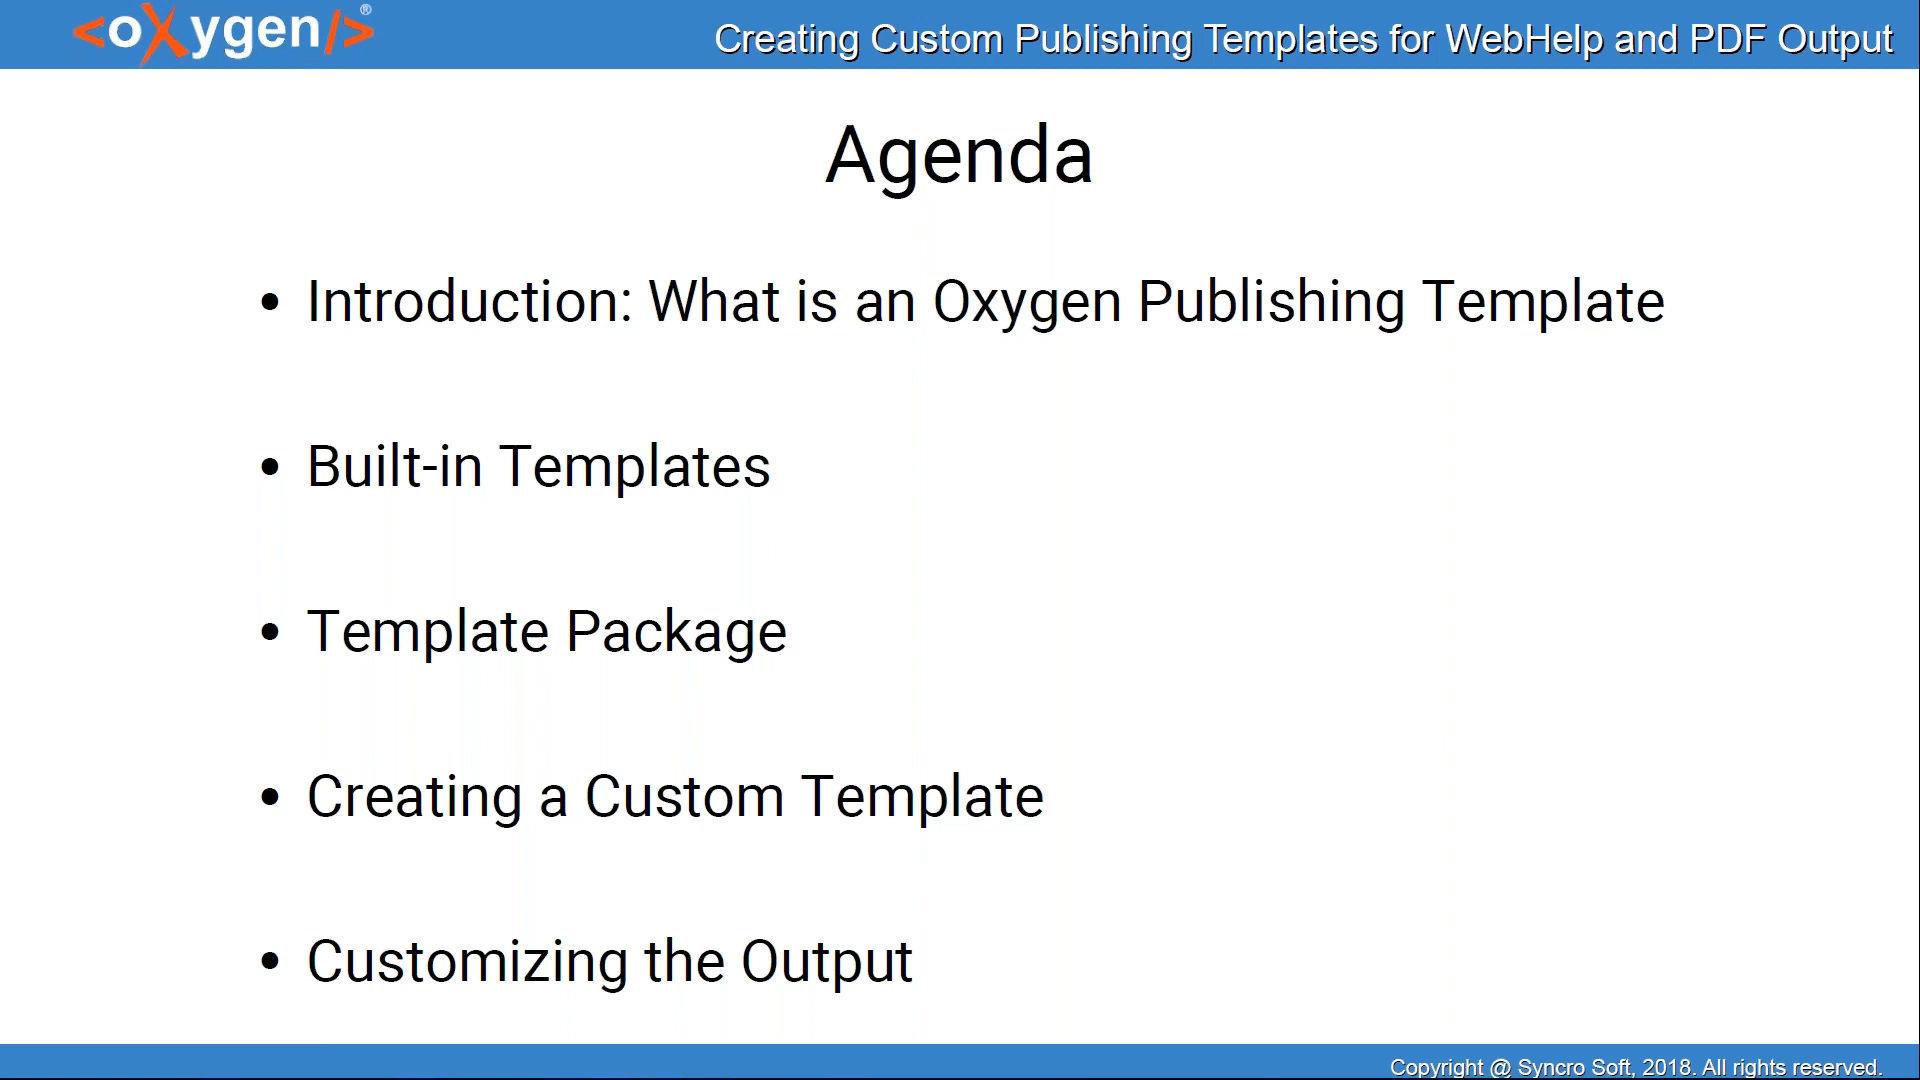 <oXygen/>®
Creating Custom Publishing Templates for WebHelp and PDF Output
Agenda
• Introduction: What is an Oxygen Publishing Template
• Built-in Templates
• Template Package
• Creating a Custom Template
• Customizing the Output
Copyright @ Syncro Soft, 2018. All rights reserved.